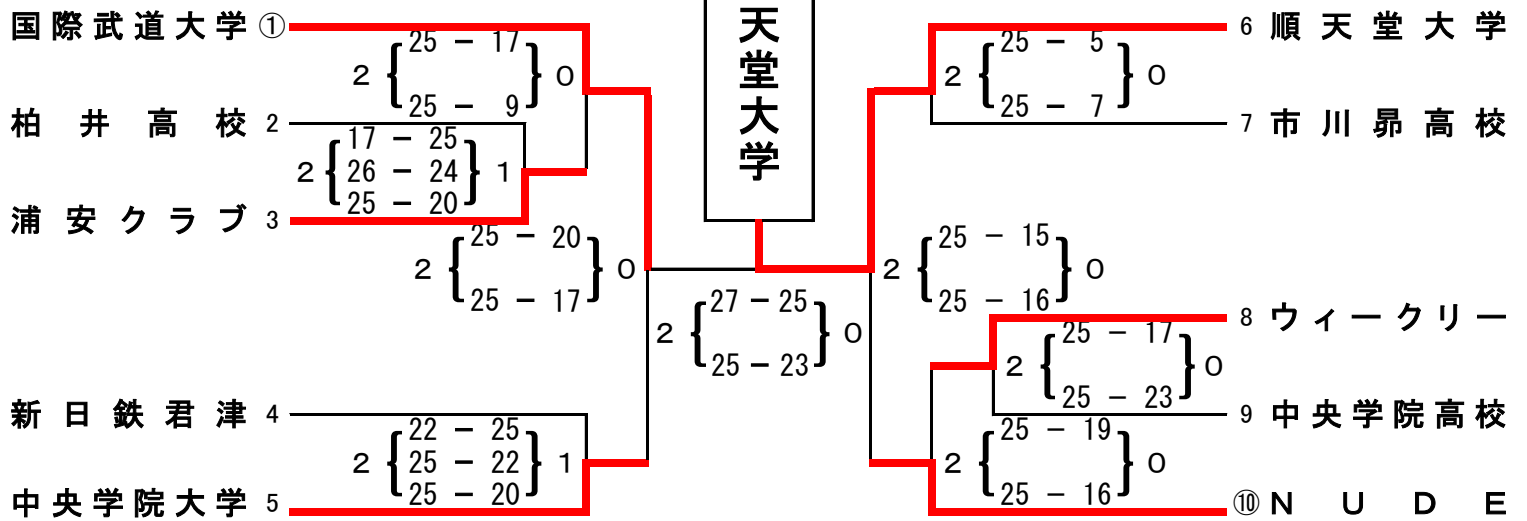 国際武道大学 ①
2 { 25 － 17 } 0
25 － 9
柏井高校 2
2 { 17 － 25 } 1
26 － 24
25 － 20
浦安クラブ 3
2 { 25 － 20 } 0
25 － 17
新日鉄君津 4
2 { 22 － 25 } 1
25 － 22
25 － 20
中央学院大学 5
天堂大学
2 { 27 － 25 } 0
25 － 23
6 順天堂大学
2 { 25 － 5 } 0
25 － 7
7 市川昴高校
2 { 25 － 15 } 0
25 － 16
8 ウィークリー
2 { 25 － 17 } 0
25 － 23
9 中央学院高校
2 { 25 － 19 } 0
25 － 16
⑩ ＮＵＤＥ